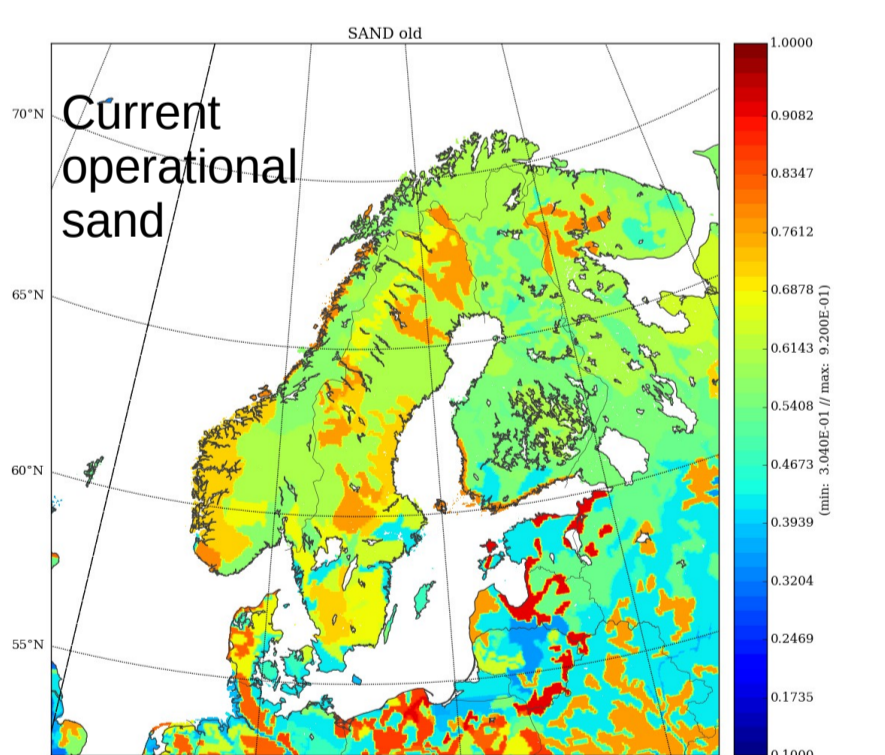 SAND old
Current
operational
sand
70°N
65°N
60°N
55°N
1.0000
0.9082
0.8347
0.7612
0.6878
0.6143
0.5408
0.4673
0.3939
0.3204
0.2469
0.1735
0.1000
(min: 3.040E-01 // max: 9.200E-01)